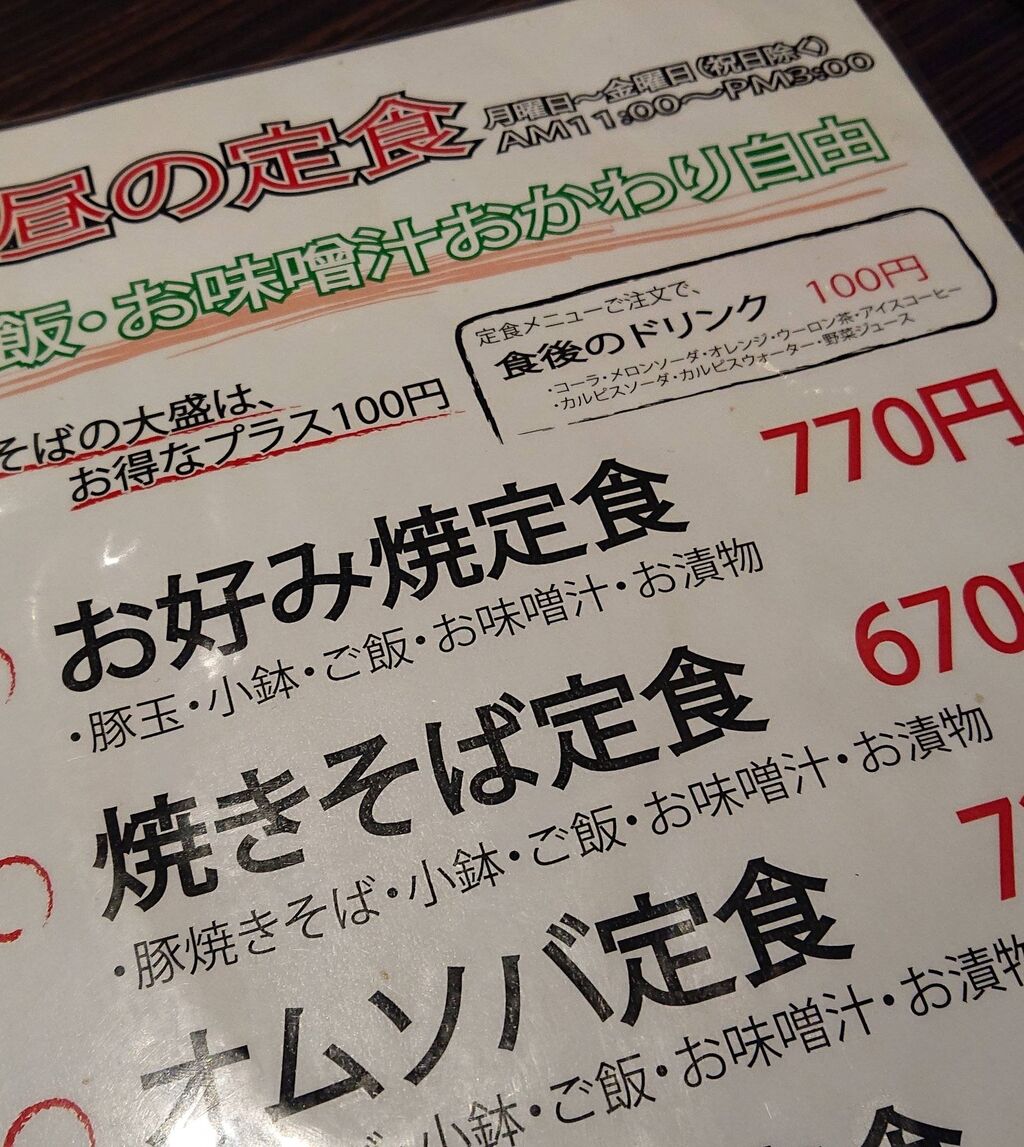 昼の定食
月曜日～金曜日(祝日除く)
AM11:00～PM3:00
飯・お味噌汁おかわり自由
定食メニューご注文で、
食後のドリンク 100円
・コーラ・メロンソーダ・オレンジ・ウーロン茶・アイスコーヒー
・カルピスソーダ・カルピスウォーター・野菜ジュース
そばの大盛は、
お得なプラス100円
お好み焼定食 770円
・豚玉・小鉢・ご飯・お味噌汁・お漬物
焼きそば定食 670円
・豚焼きそば・小鉢・ご飯・お味噌汁・お漬物
オムソバ定食 7
ば・小鉢・ご飯・お味噌汁・お漬物
定食